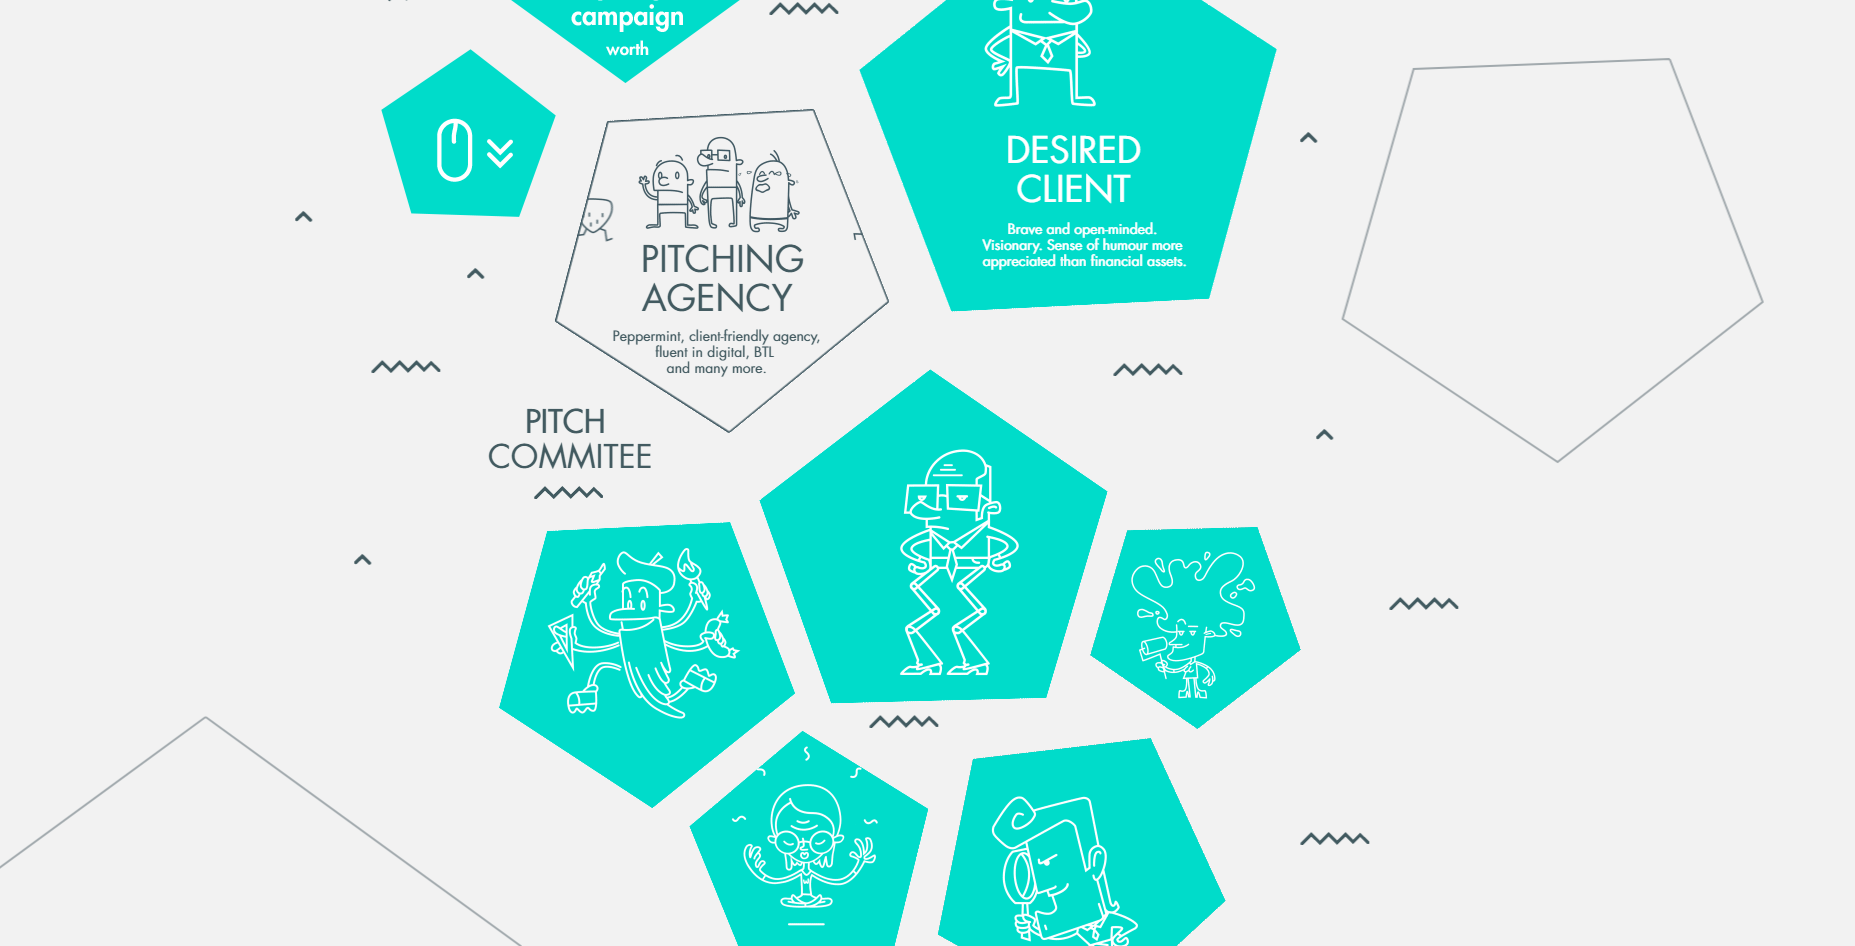 campaign
worth
DESIRED
CLIENT
Brave and open-minded.
Visionary. Sense of humour more
appreciated than financial assets.
PITCHING
AGENCY
Peppermint, client-friendly agency,
fluent in digital, BTL
and many more.
PITCH
COMMITEE